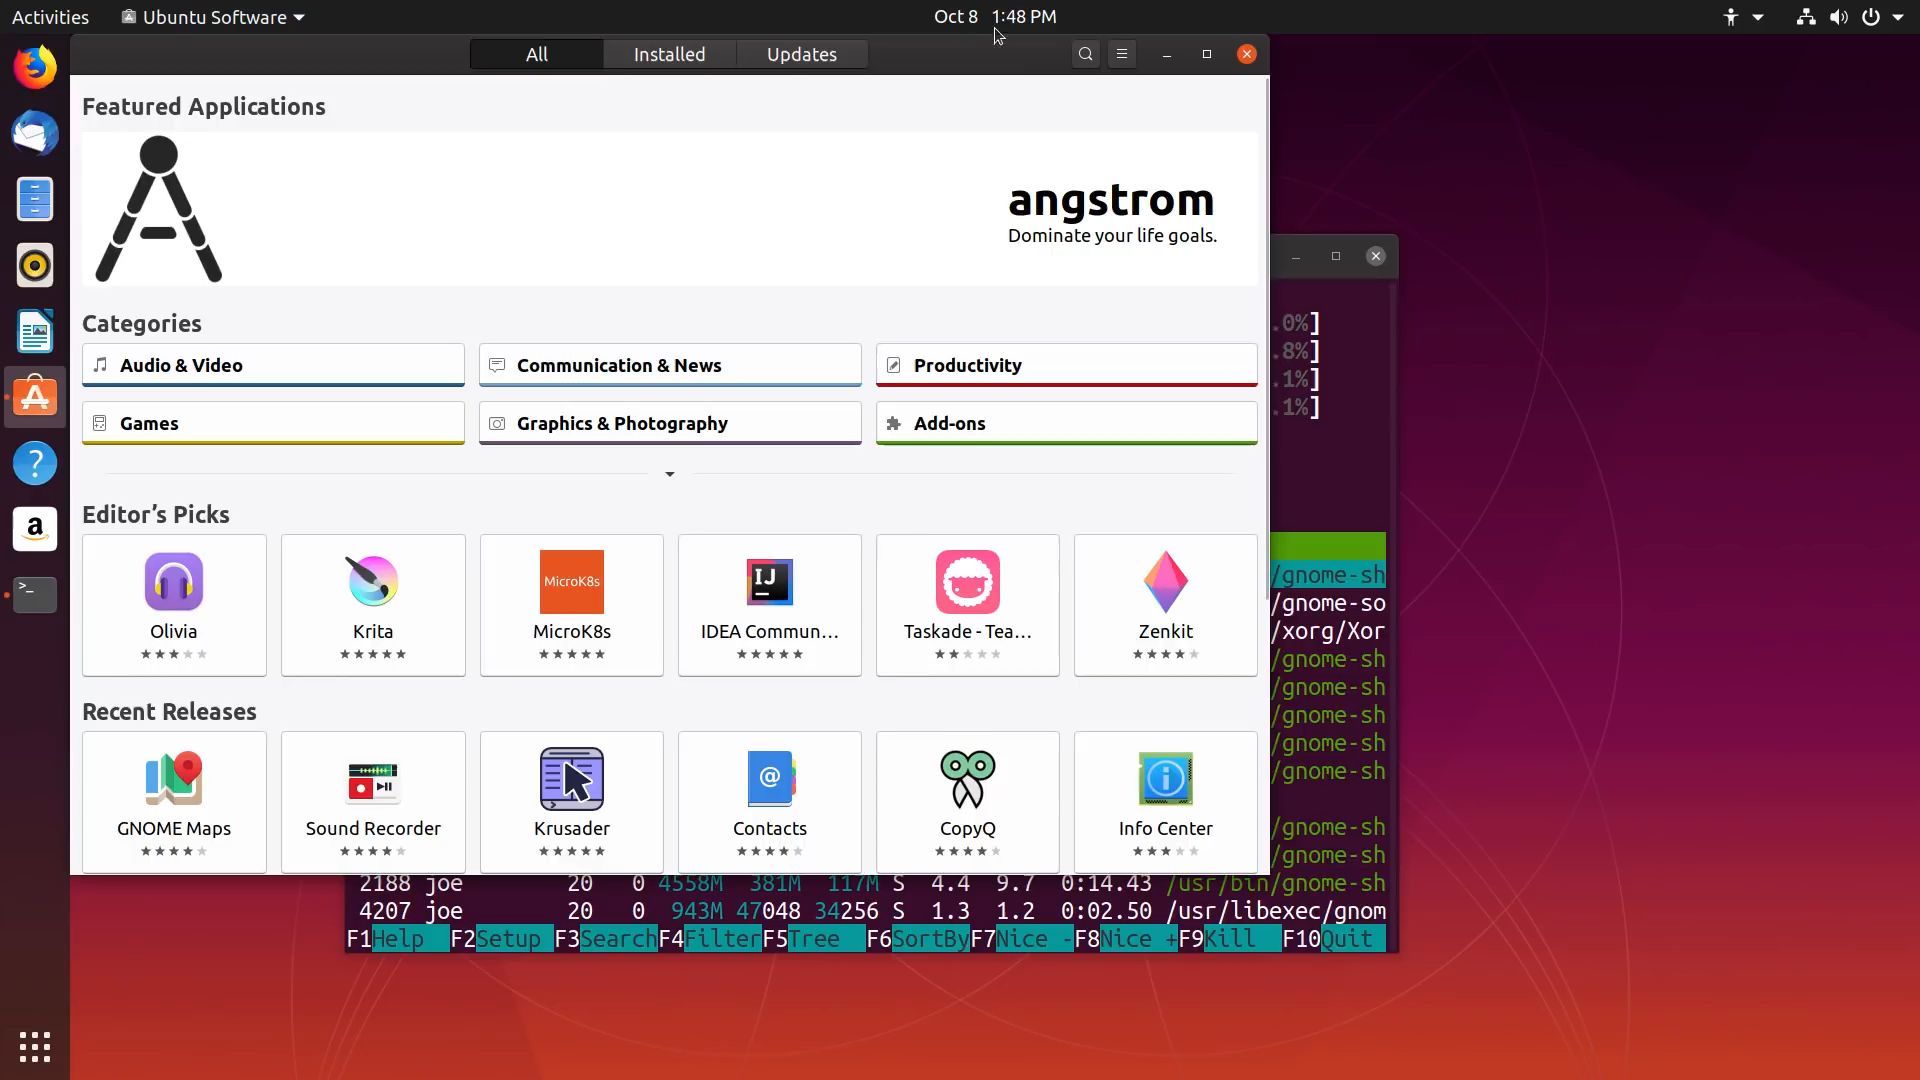 Activities Ubuntu Software Oct 8 1:48 PM
All Installed Updates
Featured Applications
angstrom
Dominate your life goals.
Categories
Audio & Video Communication & News Productivity
Games Graphics & Photography Add-ons
Editor’s Picks
MicroK8s IJ
Olivia Krita MicroK8s IDEA Commun... Taskade - Tea... Zenkit
Recent Releases
GNOME Maps Sound Recorder Krusader Contacts CopyQ Info Center
.0%]
.8%]
.1%]
.1%]
/gnome-sh
/gnome-so
/xorg/Xor
/gnome-sh
/gnome-sh
/gnome-sh
/gnome-sh
/gnome-sh
/gnome-sh
/gnome-sh
2188 joe 20 0 4558M 381M 117M S 4.4 9.7 0:14.43 /usr/bin/gnome-sh
4207 joe 20 0 943M 47048 34256 S 1.3 1.2 0:02.50 /usr/libexec/gnom
F1Help F2Setup F3SearchF4FilterF5Tree F6SortByF7Nice -F8Nice +F9Kill F10Quit